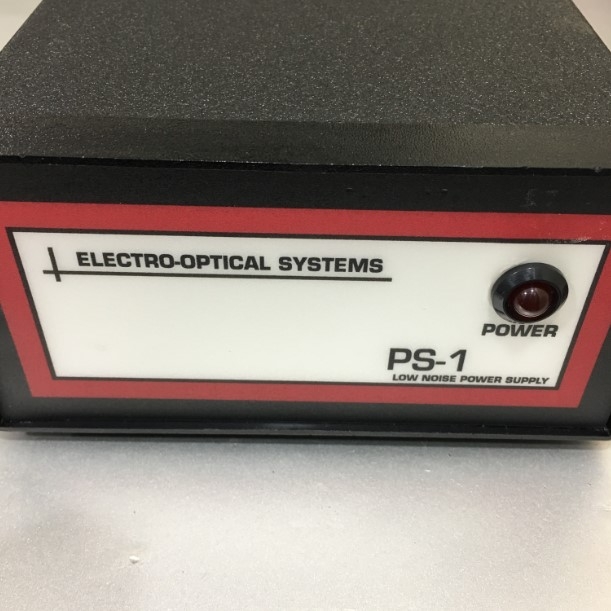 ELECTRO-OPTICAL SYSTEMS
POWER
PS-1
LOW NOISE POWER SUPPLY